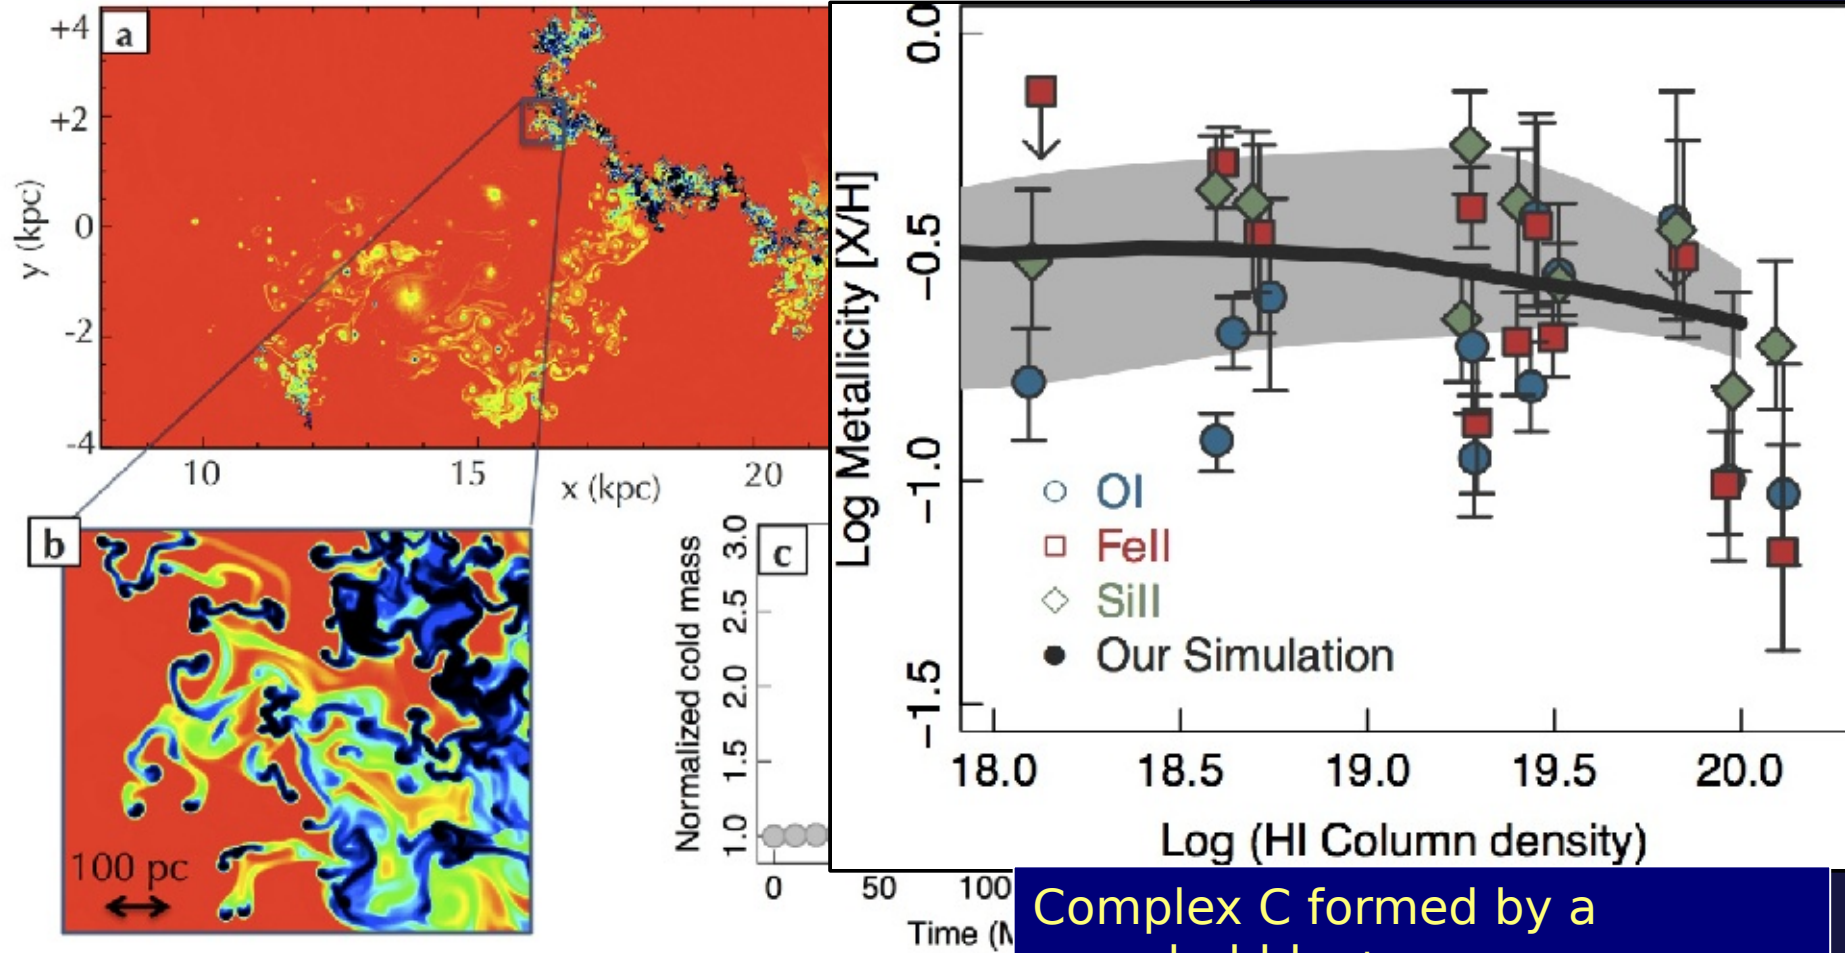 a
+4
+2
0
-2
-4
y (kpc)
10
15
20
x (kpc)
b
100 pc
c
3.0
2.5
2.0
1.5
1.0
Normalized cold mass
0
50
100
Time (M
0.0
−0.5
−1.0
−1.5
Log Metallicity [X/H]
OI
FeII
SiII
Our Simulation
18.0
18.5
19.0
19.5
20.0
Log (HI Column density)
Complex C formed by a